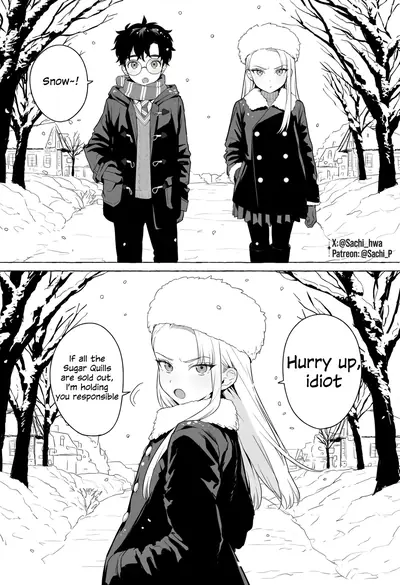 Snow~!
X:@Sachi_hwa
Patreon:@Sachi_P
If all the
Sugar Quills
are sold out,
I'm holding
you responsible
Hurry up,
idiot